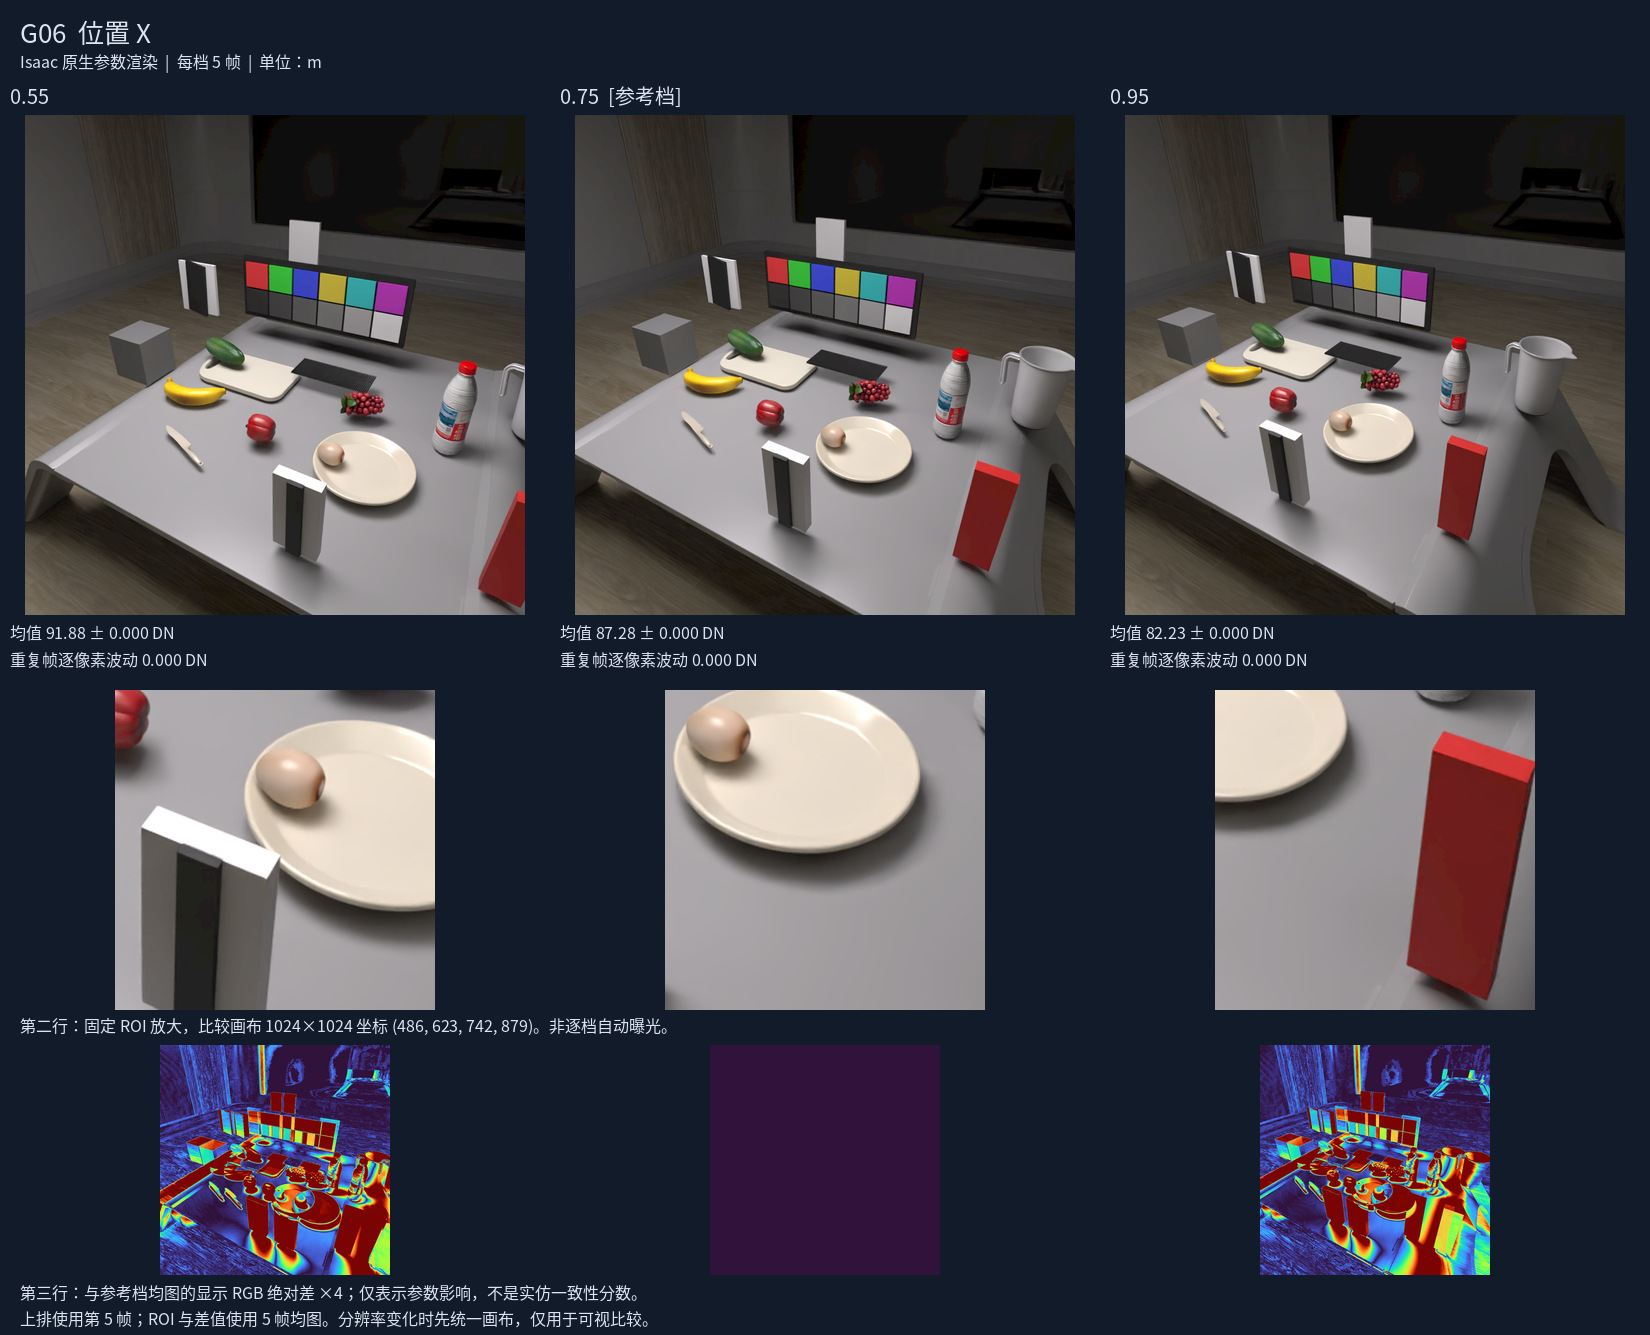 G06 位置 X
Isaac 原生参数渲染 | 每档 5 帧 | 单位：m
0.55
0.75 [参考档]
0.95
均值 91.88 ± 0.000 DN
重复帧逐像素波动 0.000 DN
均值 87.28 ± 0.000 DN
重复帧逐像素波动 0.000 DN
均值 82.23 ± 0.000 DN
重复帧逐像素波动 0.000 DN
第二行：固定 ROI 放大，比较画布 1024×1024 坐标 (486, 623, 742, 879)。非逐档自动曝光。
第三行：与参考档均图的显示 RGB 绝对差 ×4；仅表示参数影响，不是实仿一致性分数。
上排使用第 5 帧；ROI 与差值使用 5 帧均图。分辨率变化时先统一画布，仅用于可视比较。